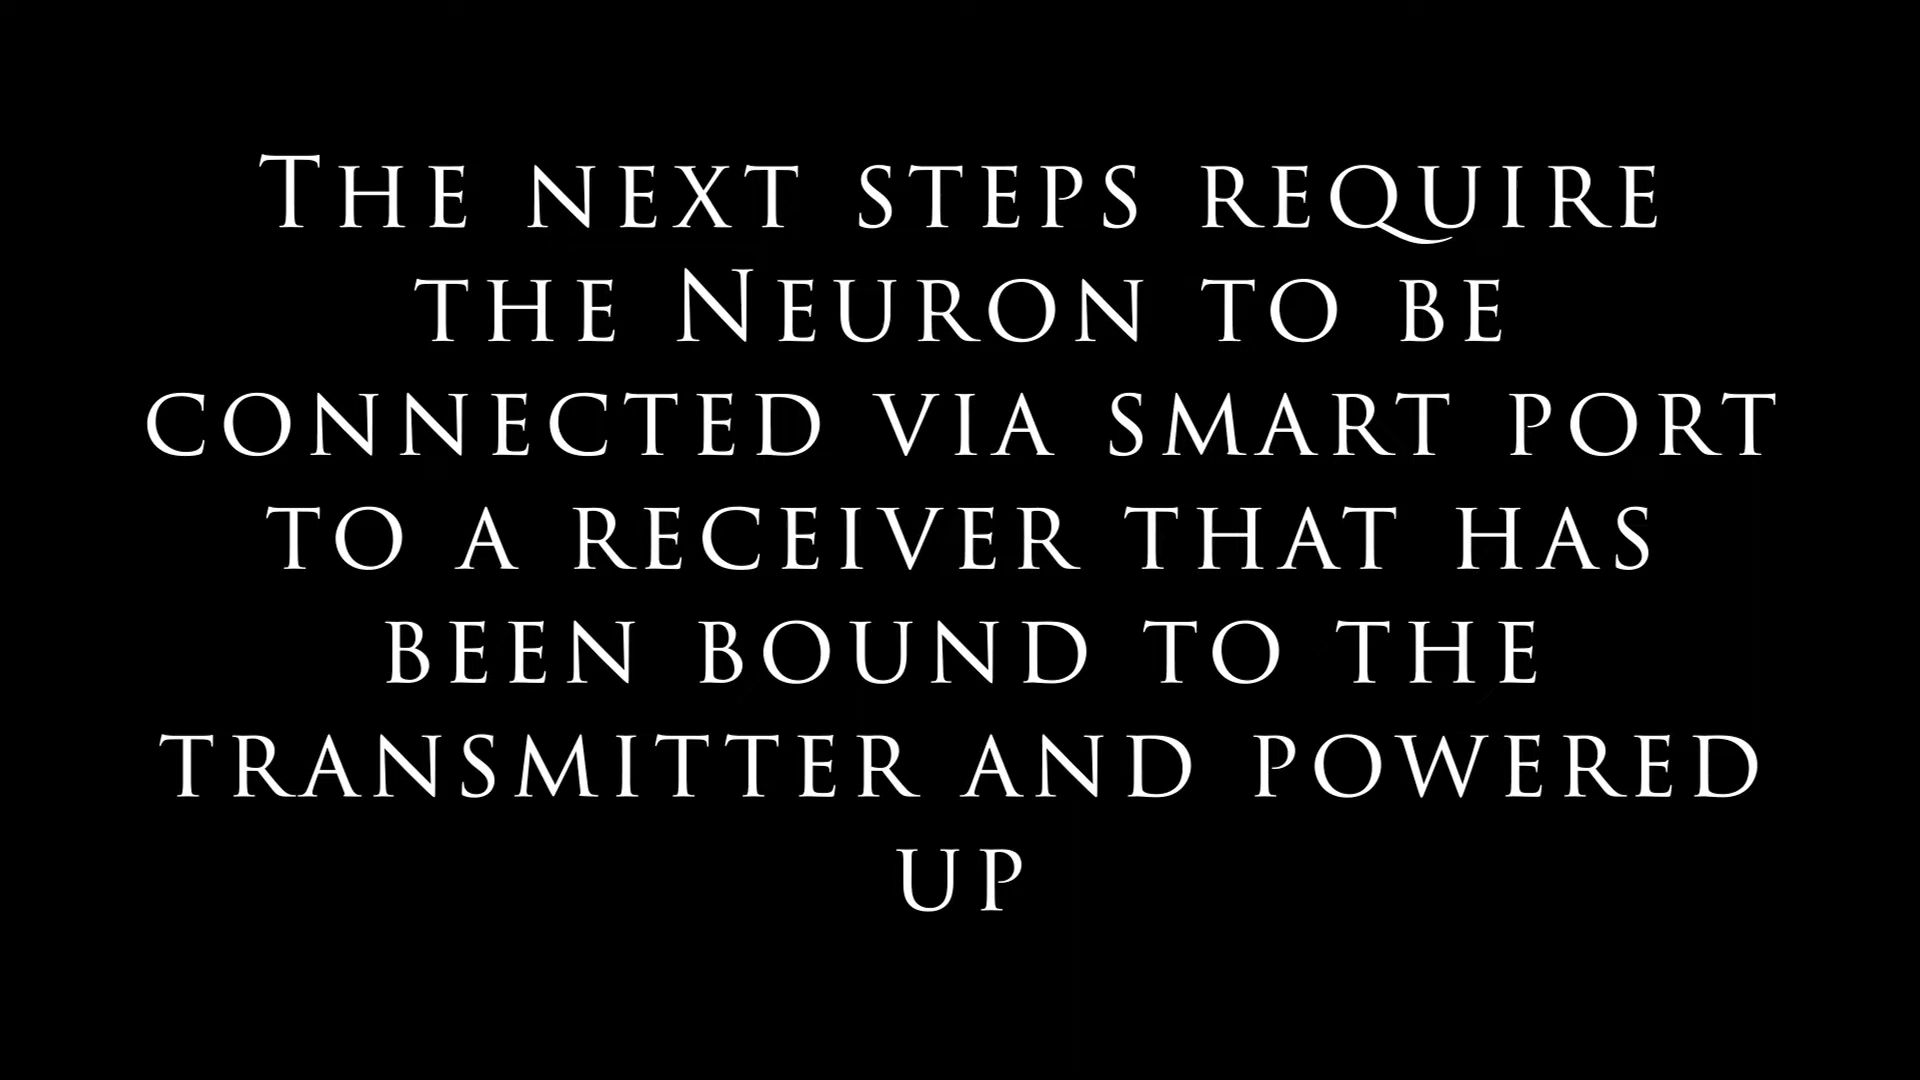 The next steps require
the Neuron to be
connected via smart port
to a receiver that has
been bound to the
transmitter and powered
up